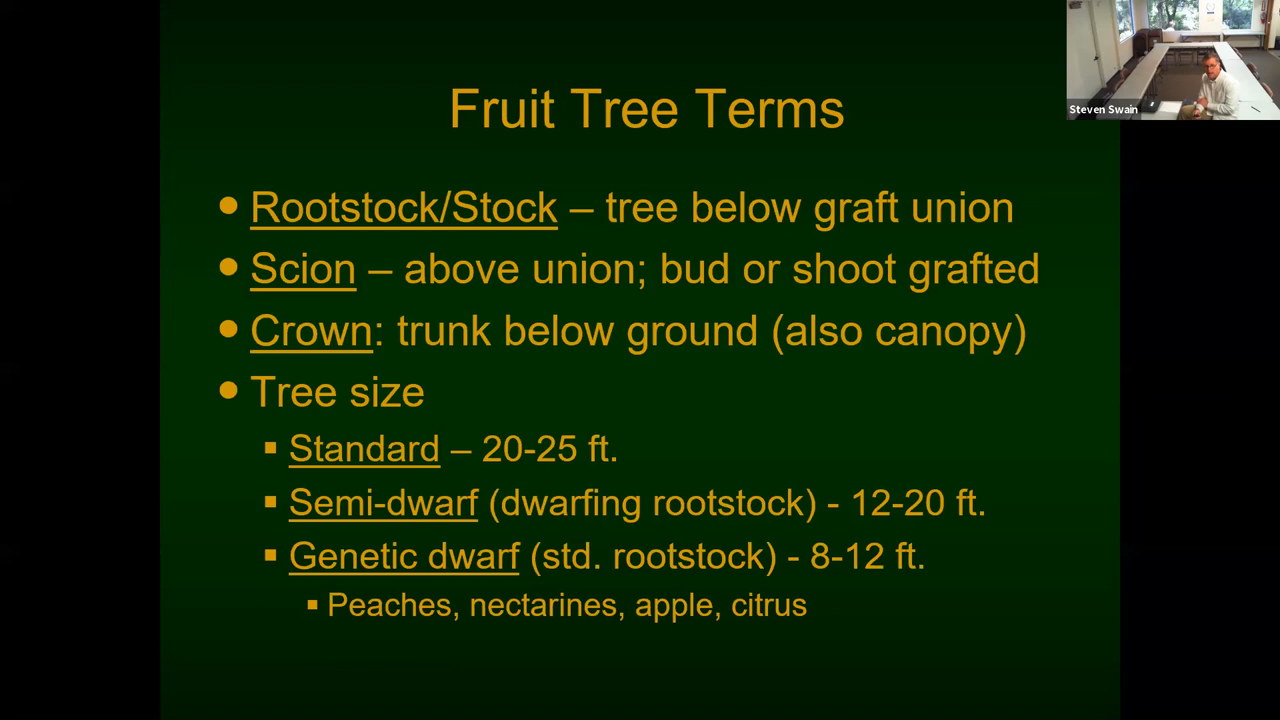 Steven Swain
Fruit Tree Terms
● Rootstock/Stock – tree below graft union
● Scion – above union; bud or shoot grafted
● Crown: trunk below ground (also canopy)
● Tree size
▪ Standard – 20-25 ft.
▪ Semi-dwarf (dwarfing rootstock) - 12-20 ft.
▪ Genetic dwarf (std. rootstock) - 8-12 ft.
▪ Peaches, nectarines, apple, citrus